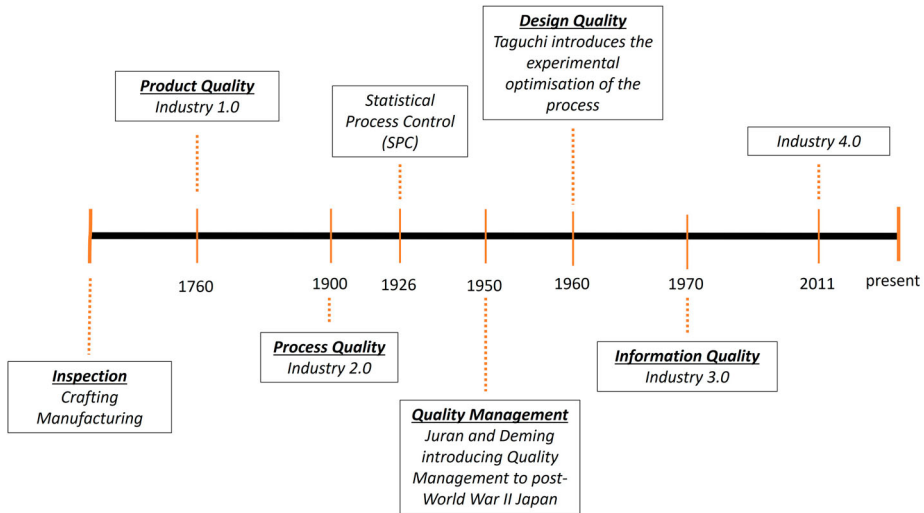 Design Quality
Taguchi introduces the
experimental
optimisation of the
process
Product Quality
Industry 1.0
Statistical
Process Control
(SPC)
Industry 4.0
1760
1900
1926
1950
1960
1970
2011
present
Process Quality
Industry 2.0
Information Quality
Industry 3.0
Inspection
Crafting
Manufacturing
Quality Management
Juran and Deming
introducing Quality
Management to post-
World War II Japan